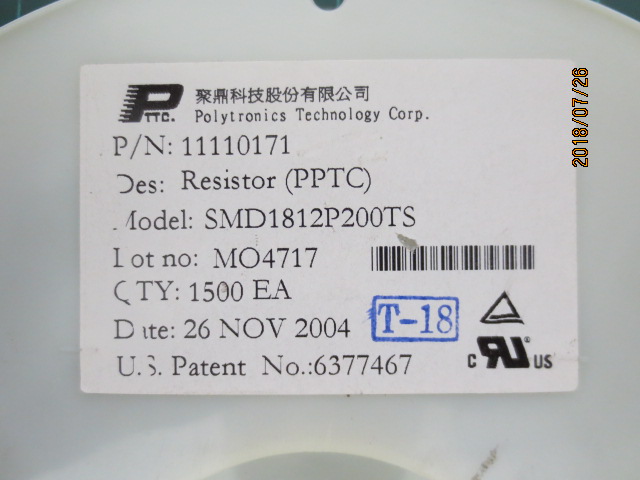 PTTC.
聚鼎科技股份有限公司
Polytronics Technology Corp.
P/N: 11110171
Des: Resistor (PPTC)
Model: SMD1812P200TS
Lot no: MO4717
QTY: 1500 EA
Date: 26 NOV 2004
T-18
U.S. Patent No.:6377467
c RU US
2018/07/26